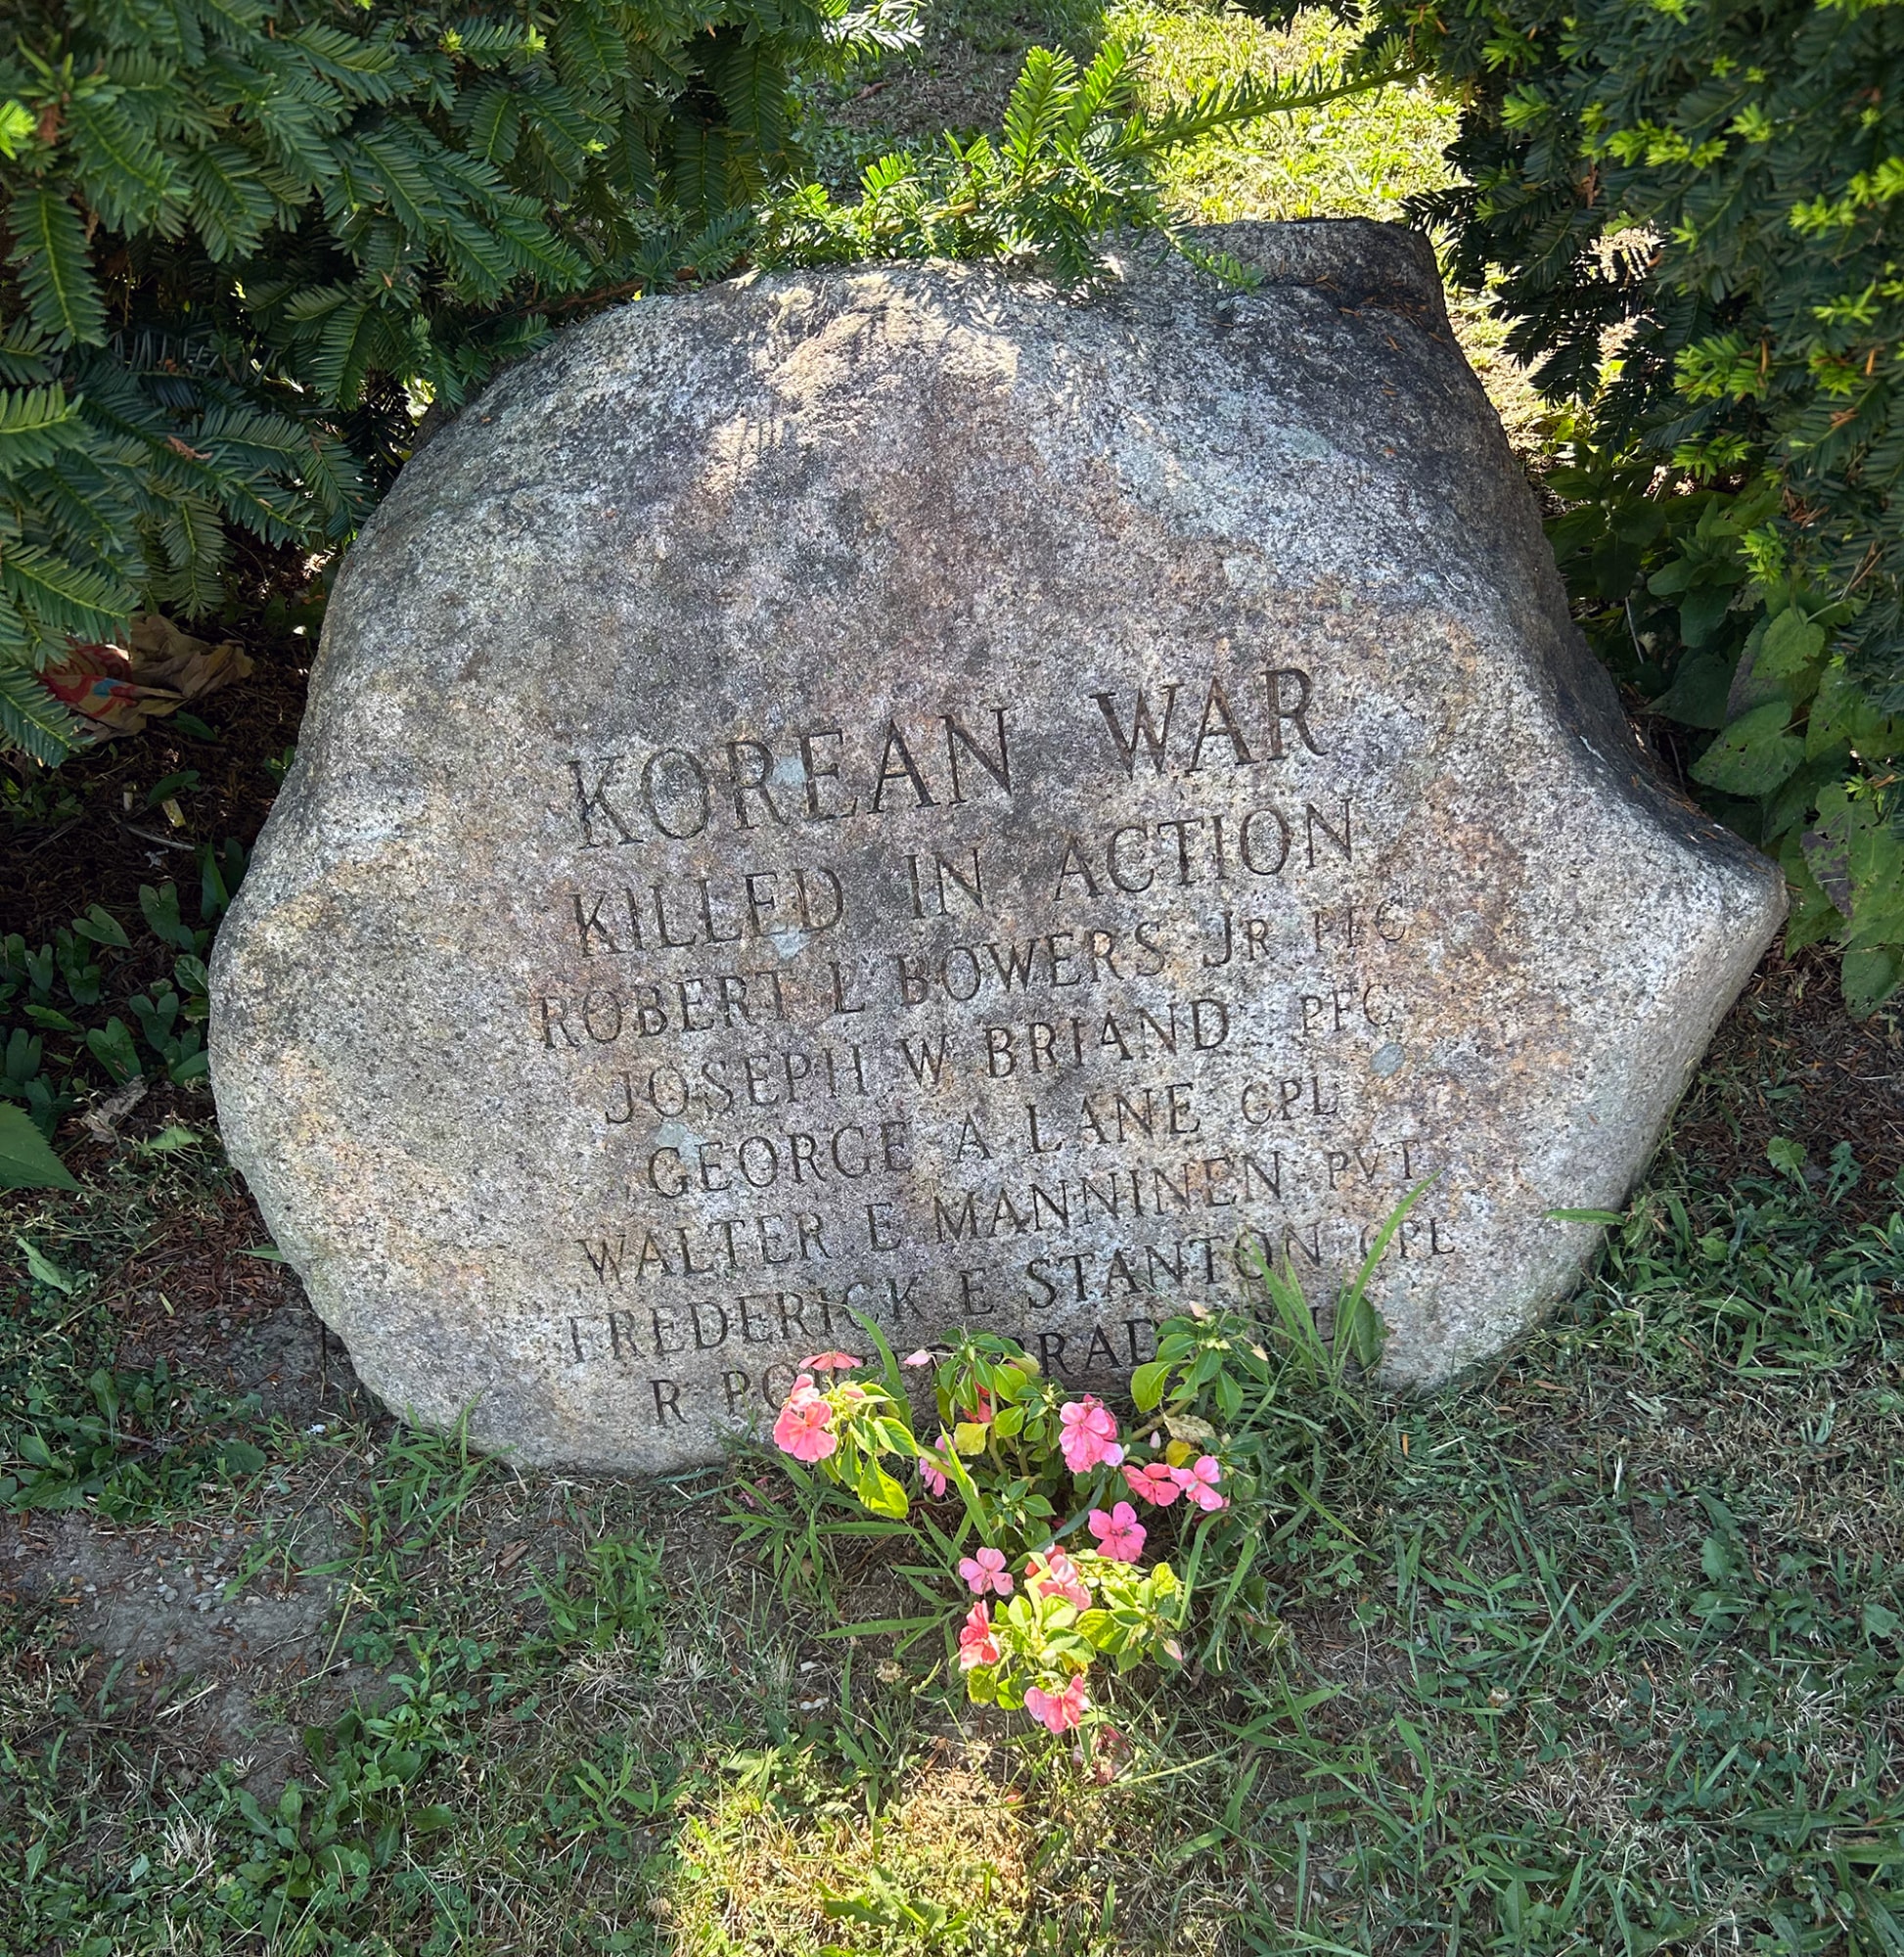 KOREAN WAR
KILLED IN ACTION
ROBERT L BOWERS JR PFC
JOSEPH W BRIAND PFC
GEORGE A LANE CPL
WALTER E MANNINEN PVT
FREDERICK E STANTON CPL
R